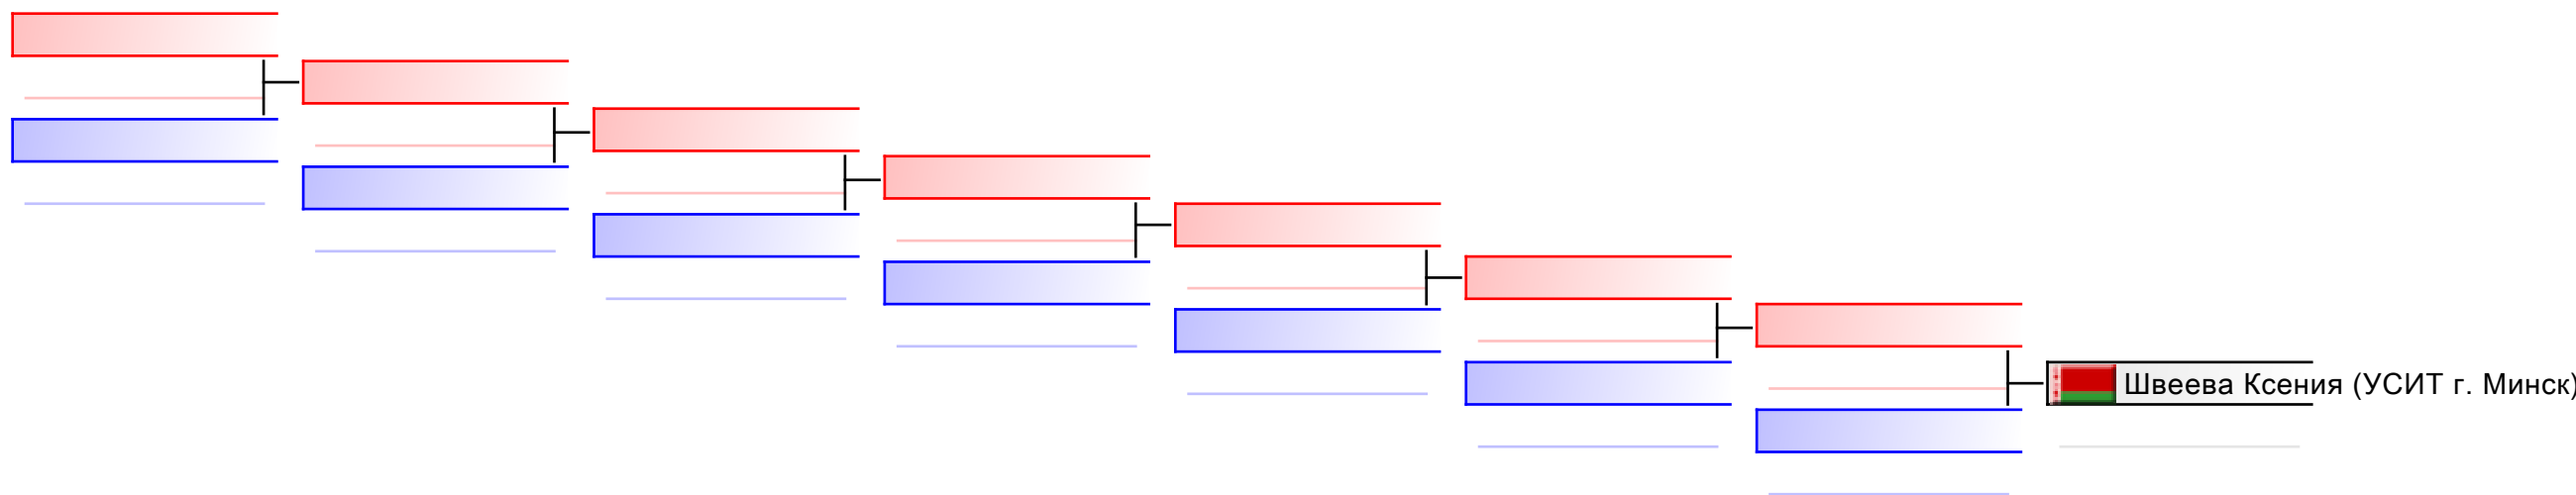 Швеева Ксения (УСИТ г. Минск)